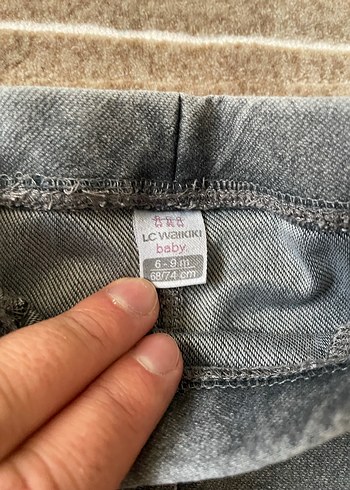 LC WAIKIKI
baby
6 - 9 m
68/74 cm